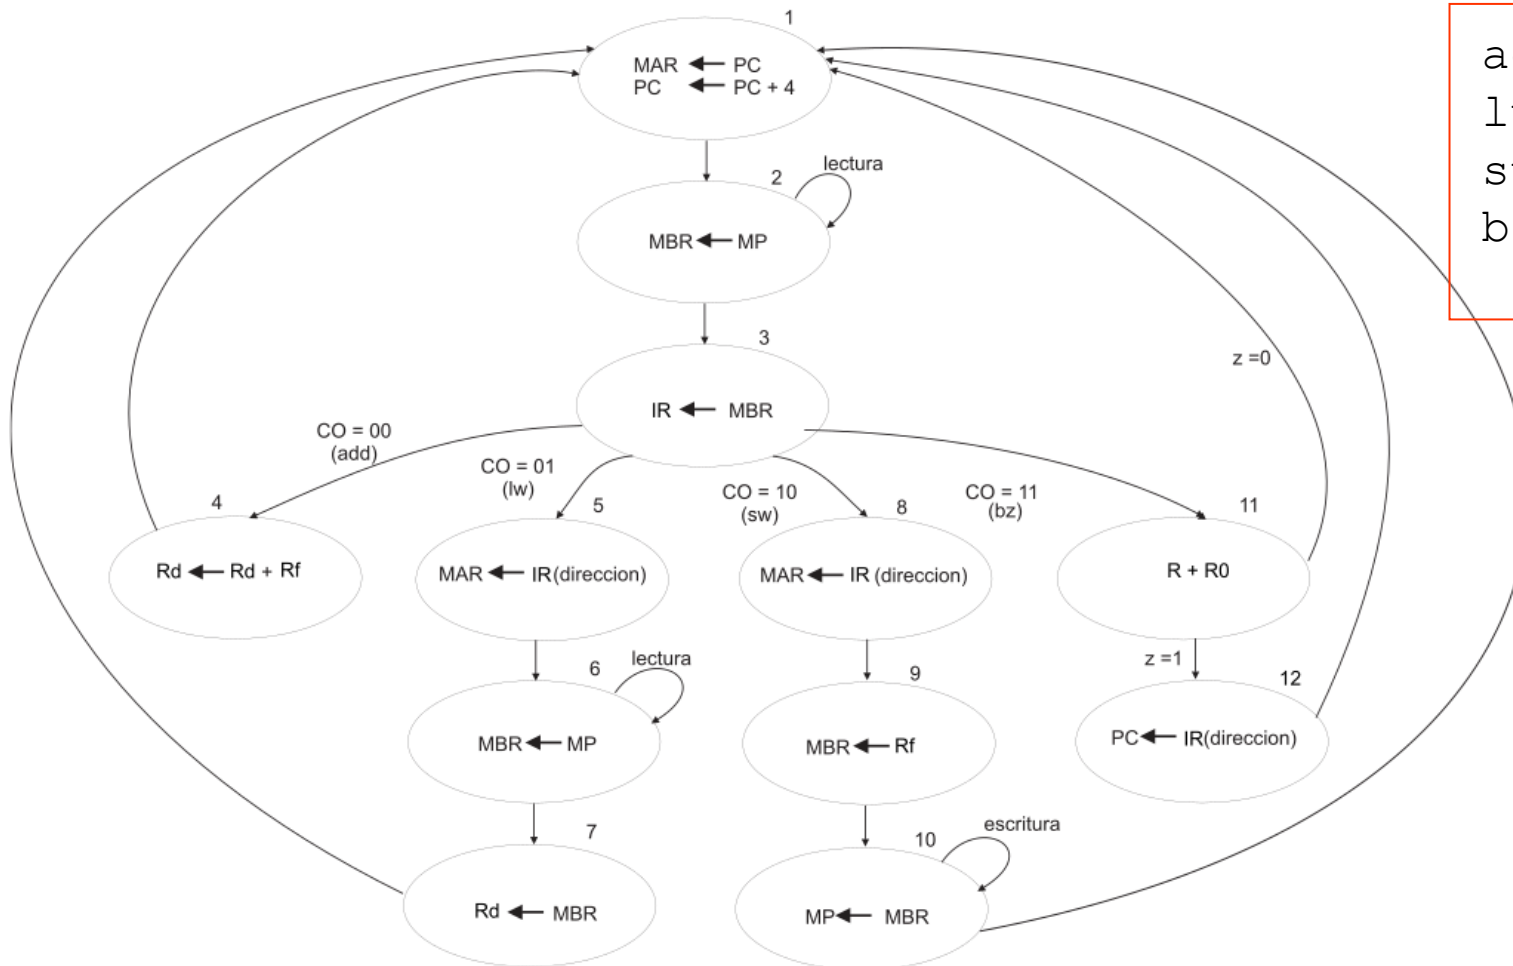 1
MAR ← PC
PC ← PC + 4
lectura
2
MBR ← MP
3
IR ← MBR
z =0
CO = 00
(add)
CO = 01
(lw)
CO = 10
(sw)
CO = 11
(bz)
4
Rd ← Rd + Rf
5
MAR ← IR(direccion)
8
MAR ← IR (direccion)
11
R + R0
lectura
6
MBR ← MP
9
MBR ← Rf
z =1
12
PC ← IR(direccion)
7
Rd ← MBR
escritura
10
MP ← MBR